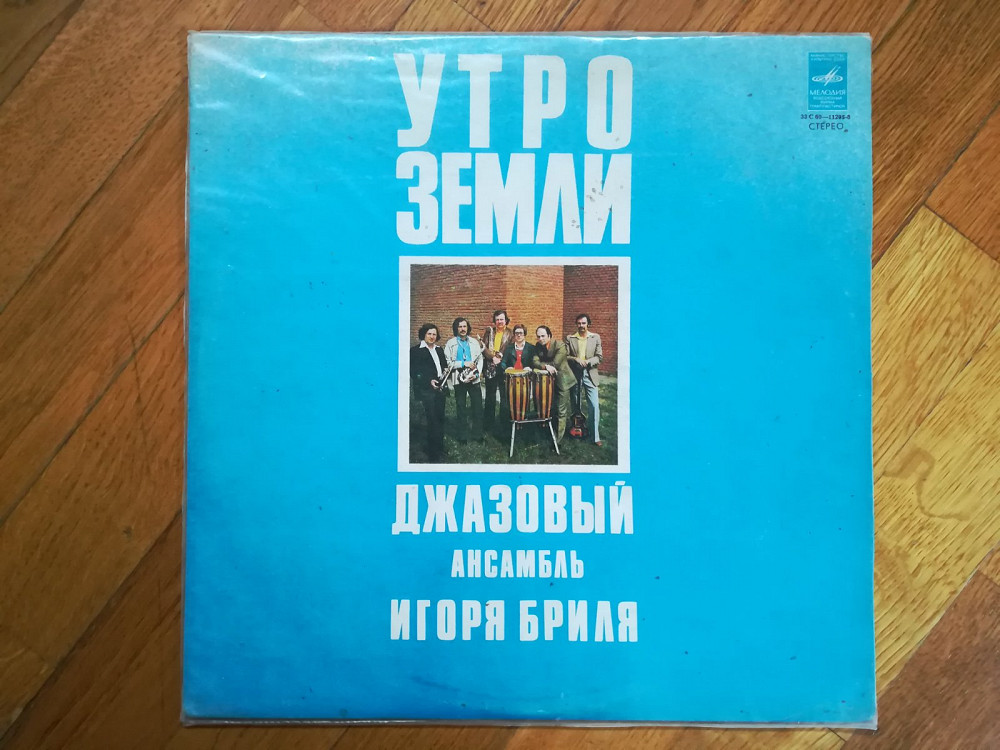 УТРО
ЗЕМЛИ
МЕЛОДИЯ
СТЕРЕО
ДЖАЗОВЫЙ
АНСАМБЛЬ
ИГОРЯ БРИЛЯ